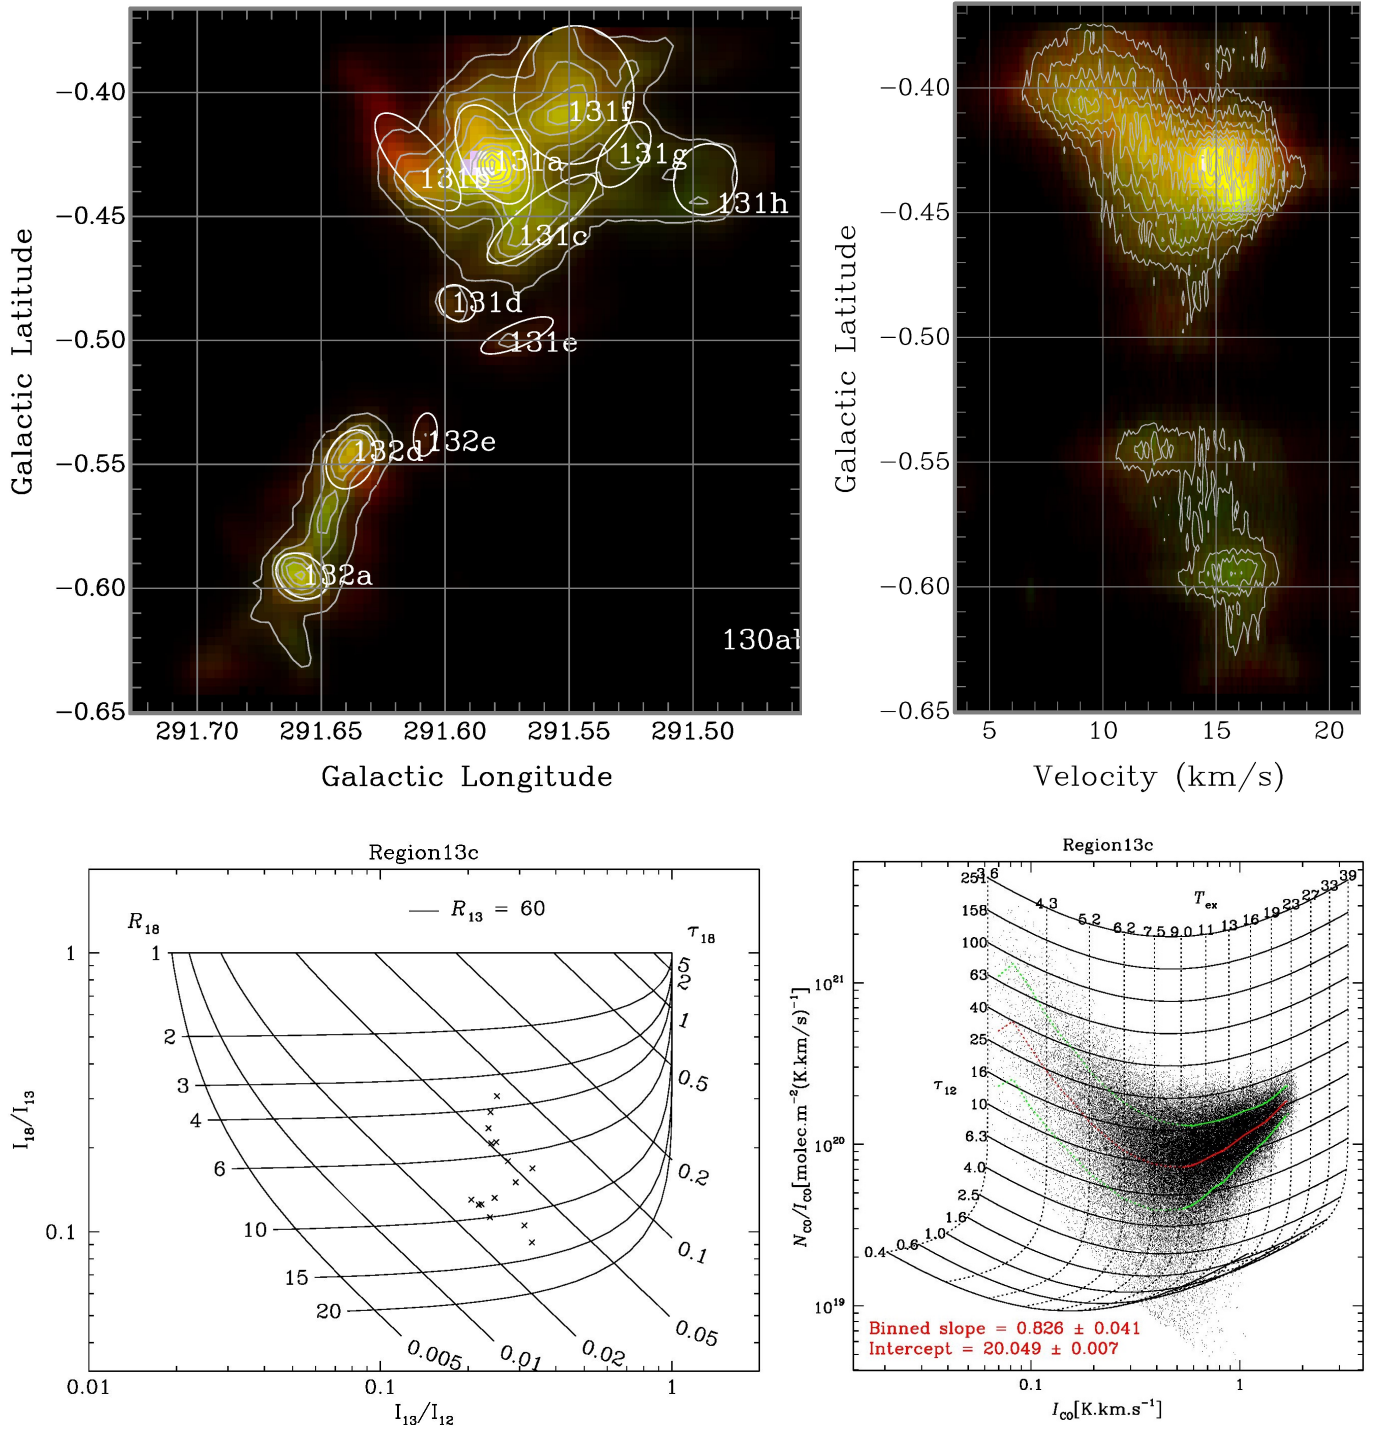 −0.40
−0.45
−0.50
−0.55
−0.60
−0.65
Galactic Latitude
131f
131g
131a
131b
131h
131c
131d
131e
132e
132d
132a
291.70 291.65 291.60 291.55 291.50
Galactic Longitude
−0.40
−0.45
−0.50
−0.55
−0.60
−0.65
Galactic Latitude
5 10 15 20
Velocity (km/s)
Region13c
R13 = 60
R18
τ18
1
2
3
4
6
10
15
20
5
2
1
0.5
0.2
0.1
0.05
0.02
0.01
0.005
1
0.1
I18/I13
0.01 0.1 1
I13/I12
Region13c
Tex
3.6 4.3 5.2 6.2 7.5 9.0 11 13 16 19 23 27 33 39
251
158
100
63
40
25
16
10
6.3
4.0
2.5
1.6
1.0
0.6
0.4
τ12
10²¹
10²⁰
10¹⁹
NCO/ICO[molec.m⁻²(K.km/s)⁻¹]
Binned slope = 0.826 ± 0.041
Intercept = 20.049 ± 0.007
0.1 1
ICO[K.km.s⁻¹]